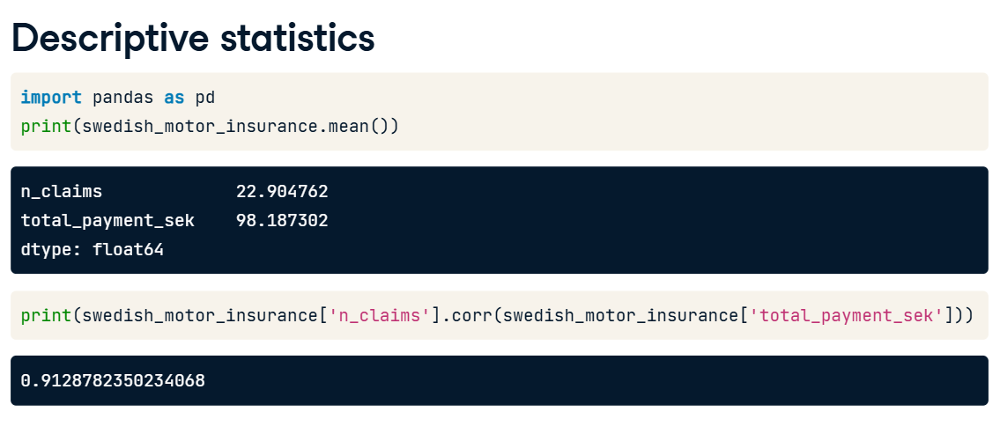 Descriptive statistics
import pandas as pd
print(swedish_motor_insurance.mean())
n_claims             22.904762
total_payment_sek    98.187302
dtype: float64
print(swedish_motor_insurance['n_claims'].corr(swedish_motor_insurance['total_payment_sek']))
0.9128782350234068